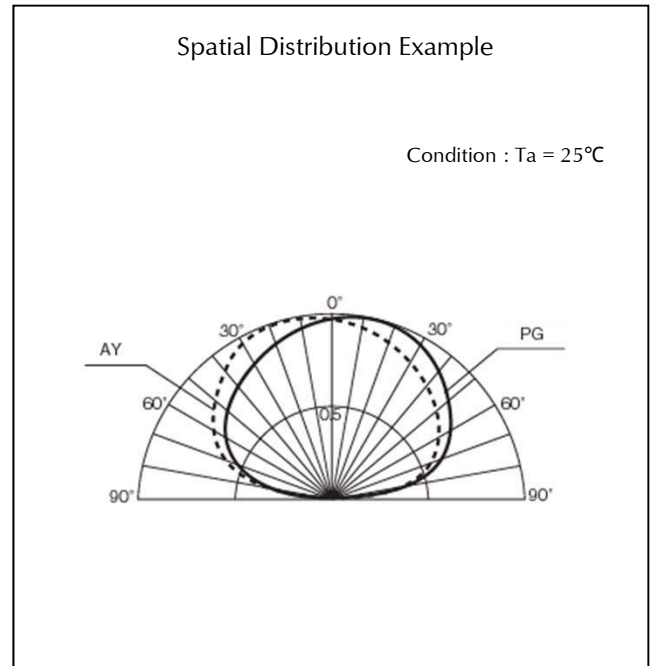 Spatial Distribution Example
Condition : Ta = 25℃
0°
30° 30°
AY PG
60° 60°
0.5
90° 90°